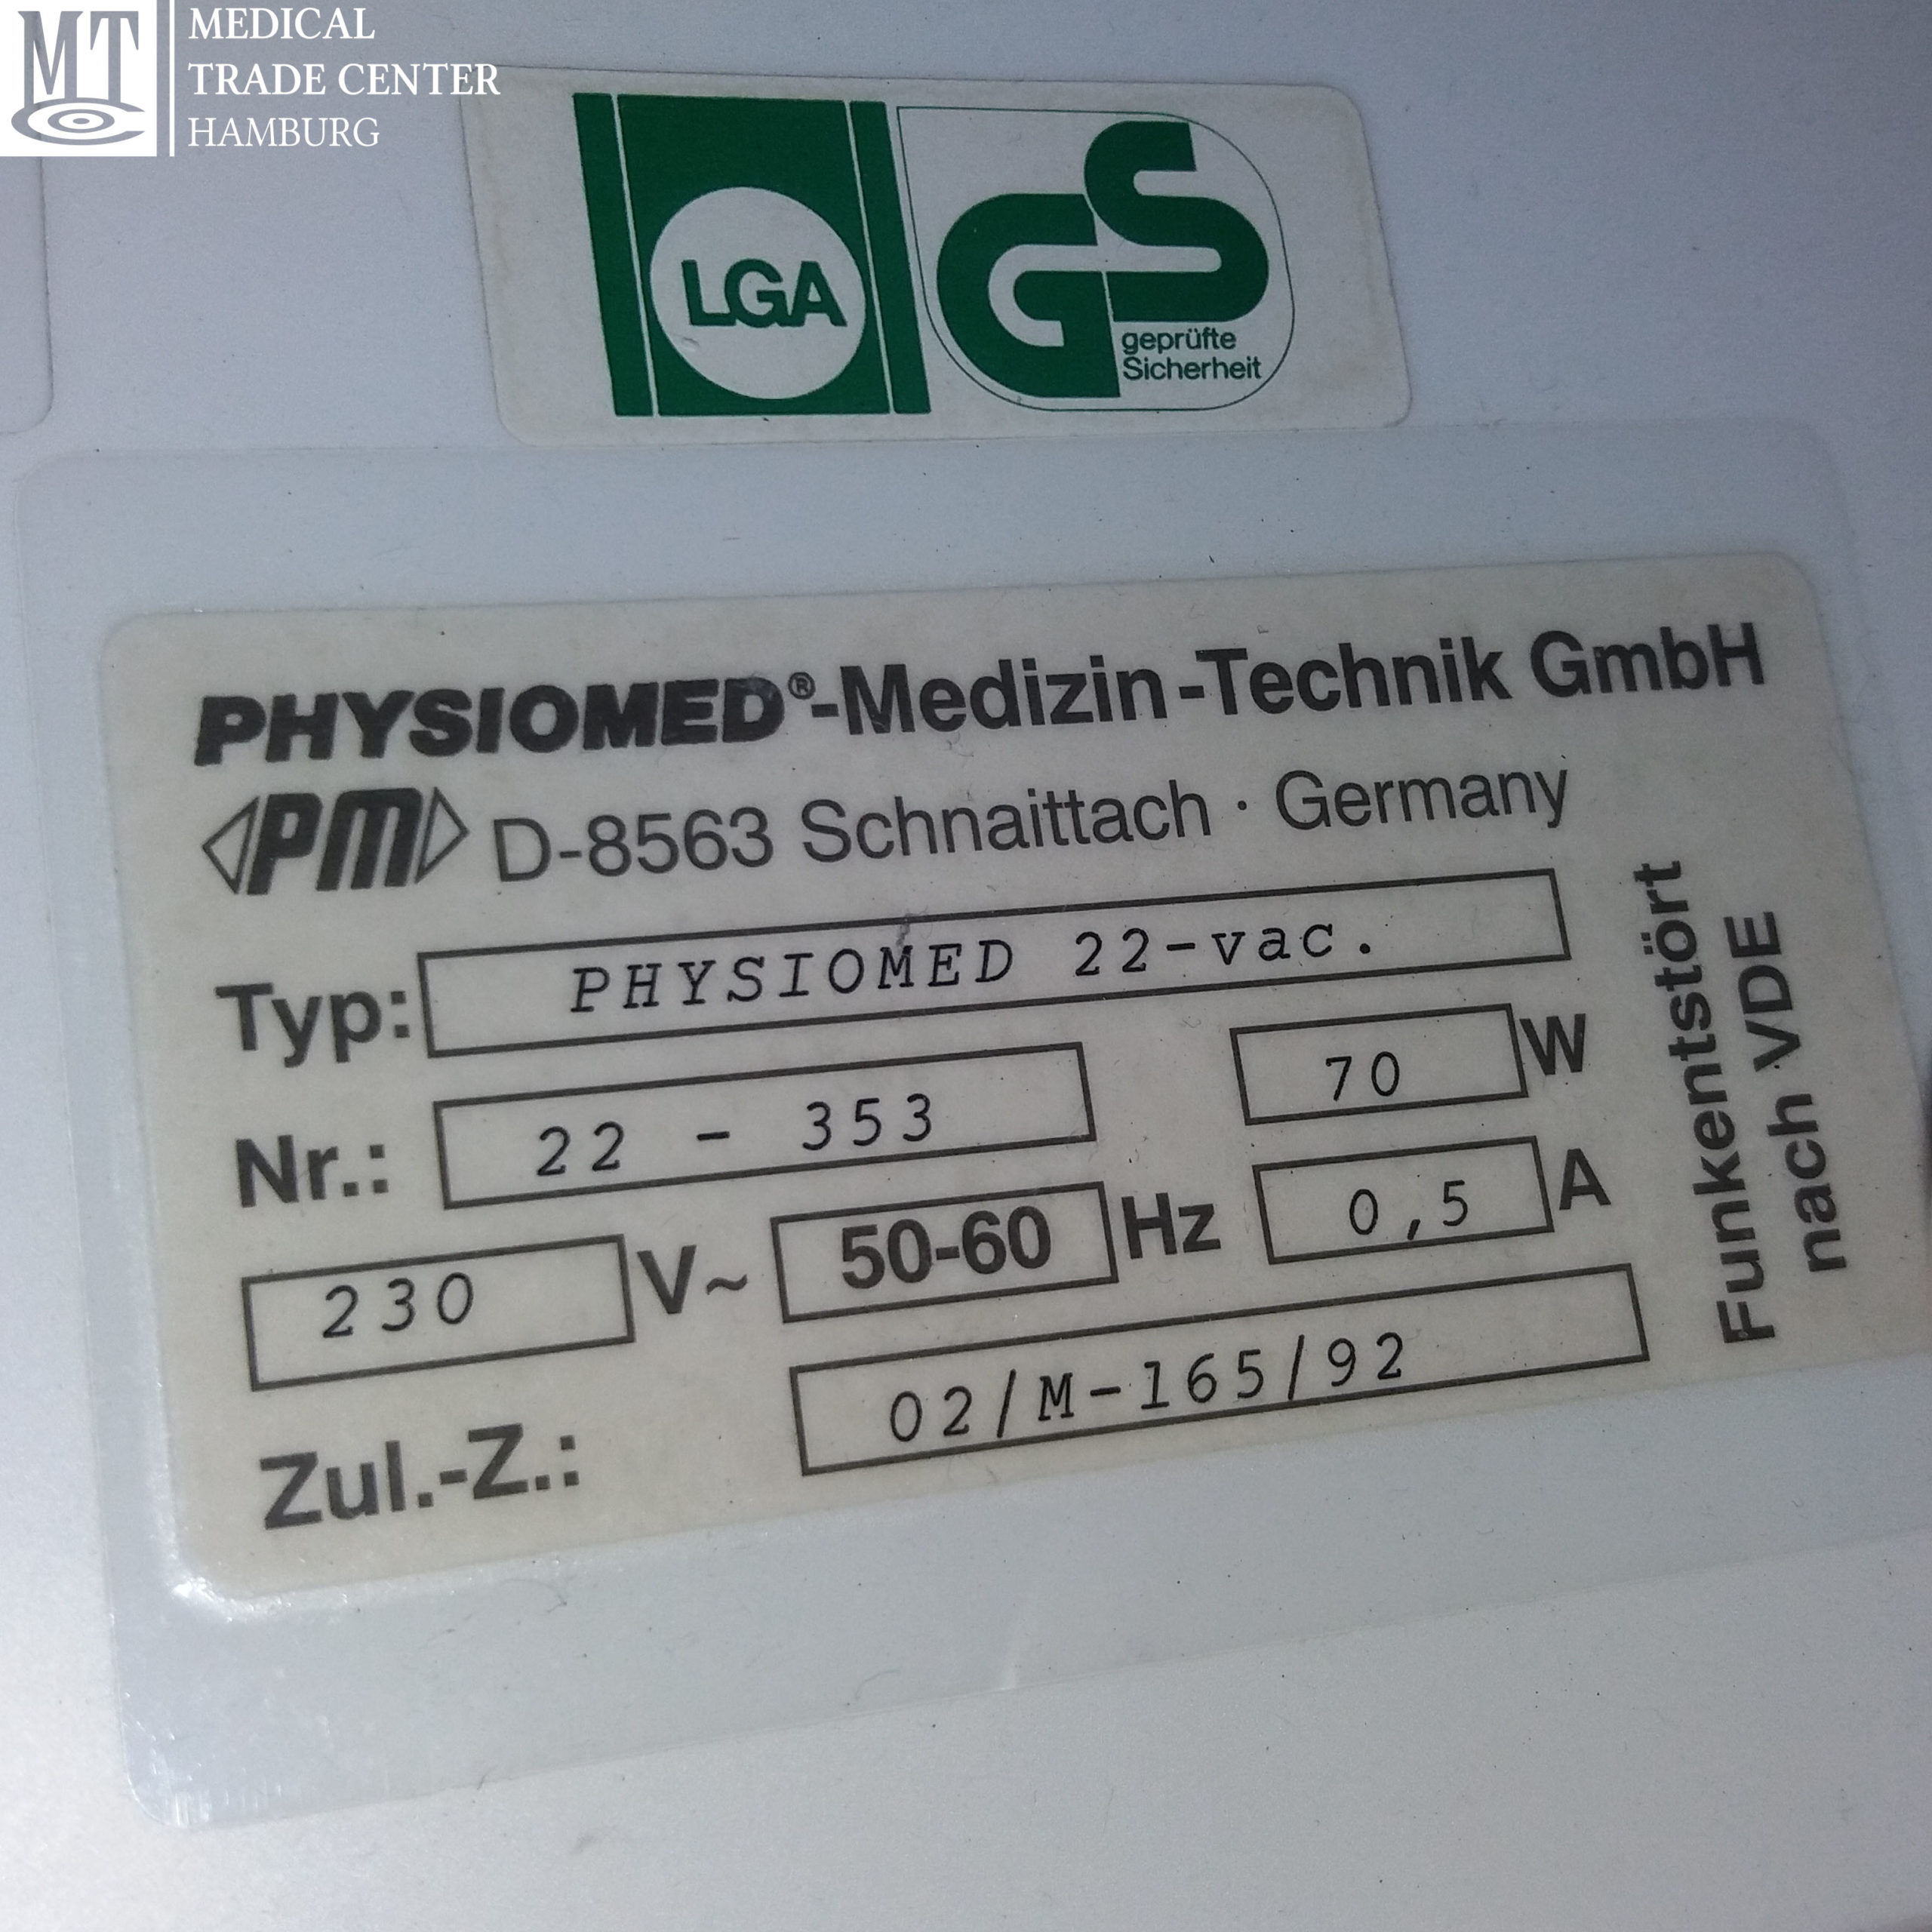 MT
MEDICAL
TRADE CENTER
HAMBURG
LGA
GS
geprüfte
Sicherheit
PHYSIOMED®-Medizin-Technik GmbH
PM D-8563 Schnaittach · Germany
Typ: PHYSIOMED 22-vac.
Nr.: 22 - 353 70 W
230 V~ 50-60 Hz 0,5 A
Zul.-Z.: 02/M-165/92
Funkentstört
nach VDE